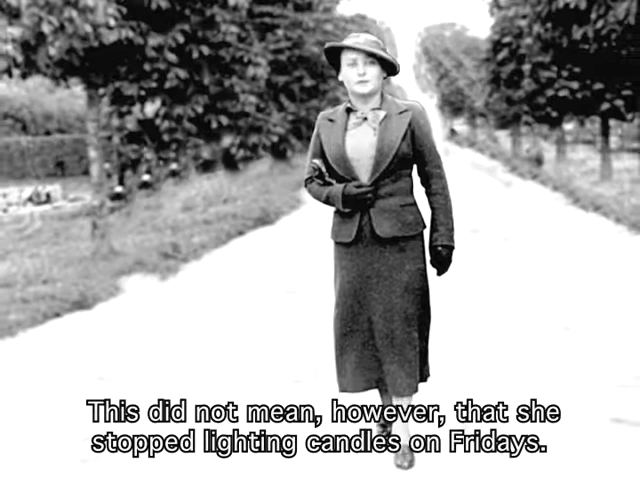 This did not mean, however, that she
stopped lighting candles on Fridays.